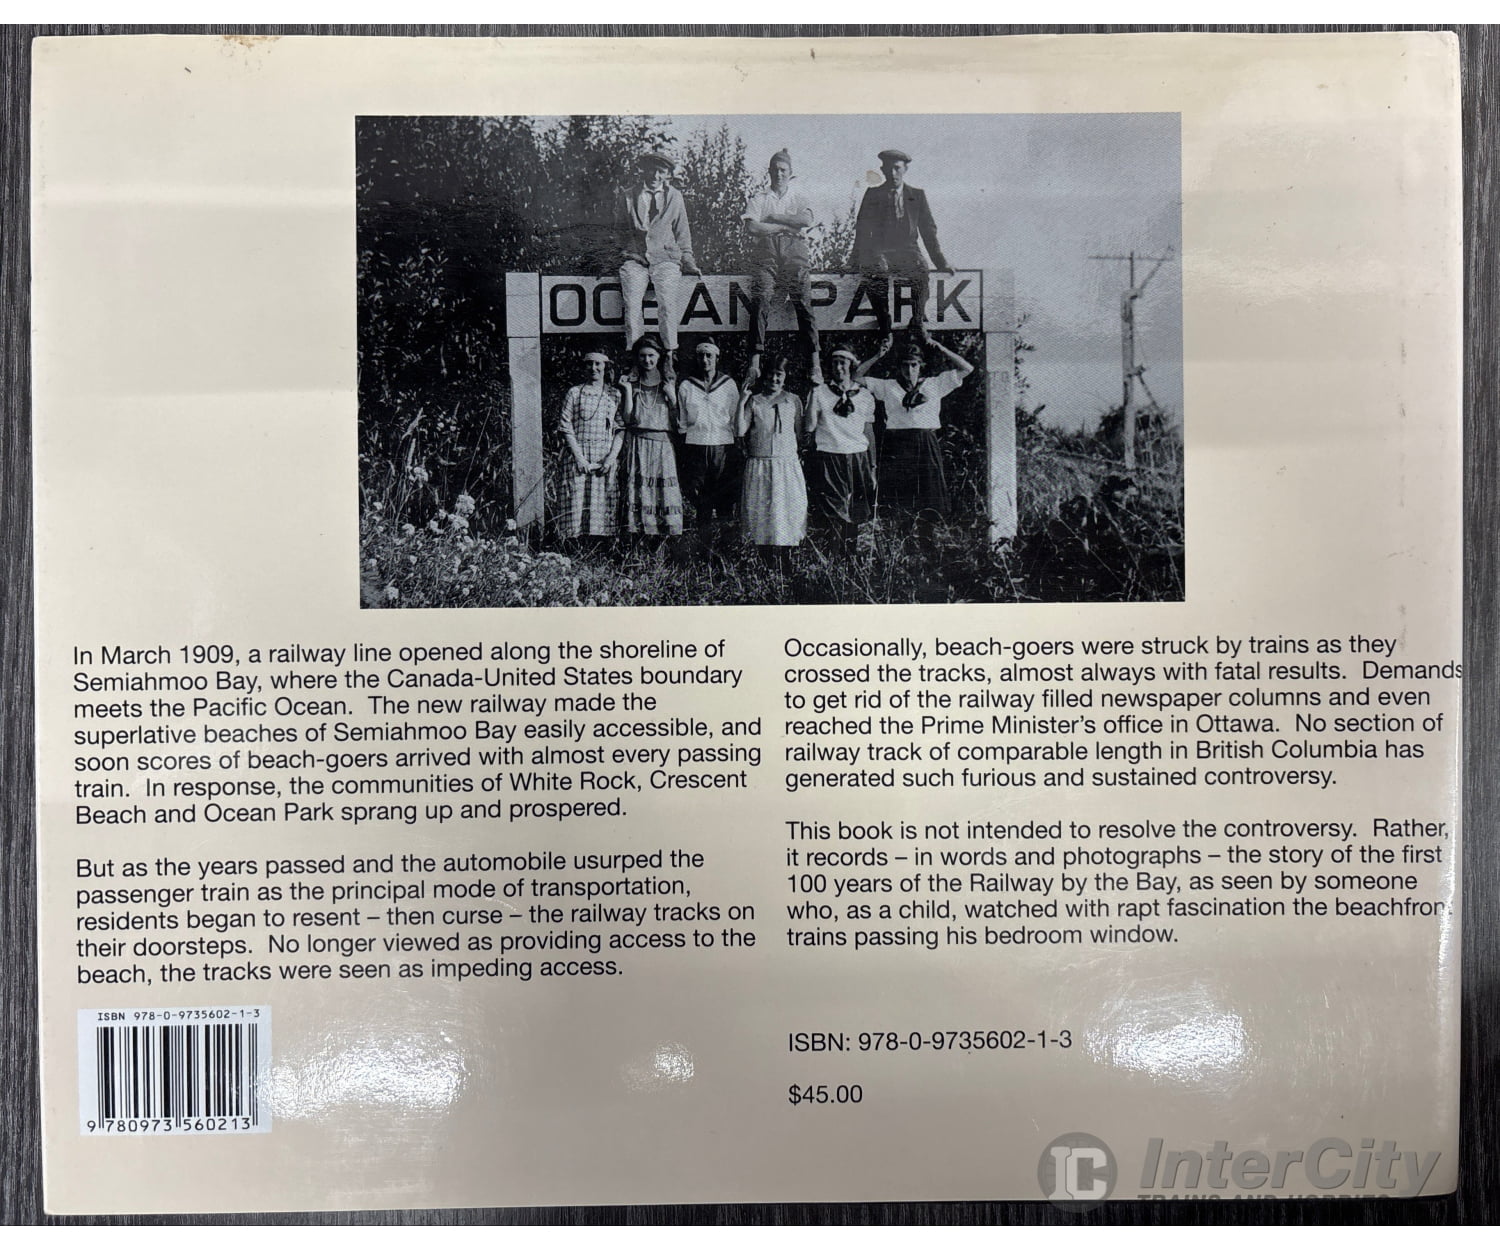 OCEAN PARK
In March 1909, a railway line opened along the shoreline of
Semiahmoo Bay, where the Canada-United States boundary
meets the Pacific Ocean. The new railway made the
superlative beaches of Semiahmoo Bay easily accessible, and
soon scores of beach-goers arrived with almost every passing
train. In response, the communities of White Rock, Crescent
Beach and Ocean Park sprang up and prospered.
But as the years passed and the automobile usurped the
passenger train as the principal mode of transportation,
residents began to resent – then curse – the railway tracks on
their doorsteps. No longer viewed as providing access to the
beach, the tracks were seen as impeding access.
Occasionally, beach-goers were struck by trains as they
crossed the tracks, almost always with fatal results. Demands
to get rid of the railway filled newspaper columns and even
reached the Prime Minister's office in Ottawa. No section of
railway track of comparable length in British Columbia has
generated such furious and sustained controversy.
This book is not intended to resolve the controversy. Rather,
it records – in words and photographs – the story of the first
100 years of the Railway by the Bay, as seen by someone
who, as a child, watched with rapt fascination the beachfront
trains passing his bedroom window.
ISBN 978-0-9735602-1-3
9 780973 560213
ISBN: 978-0-9735602-1-3
$45.00
IC InterCity
TRAINS AND HOBBIES